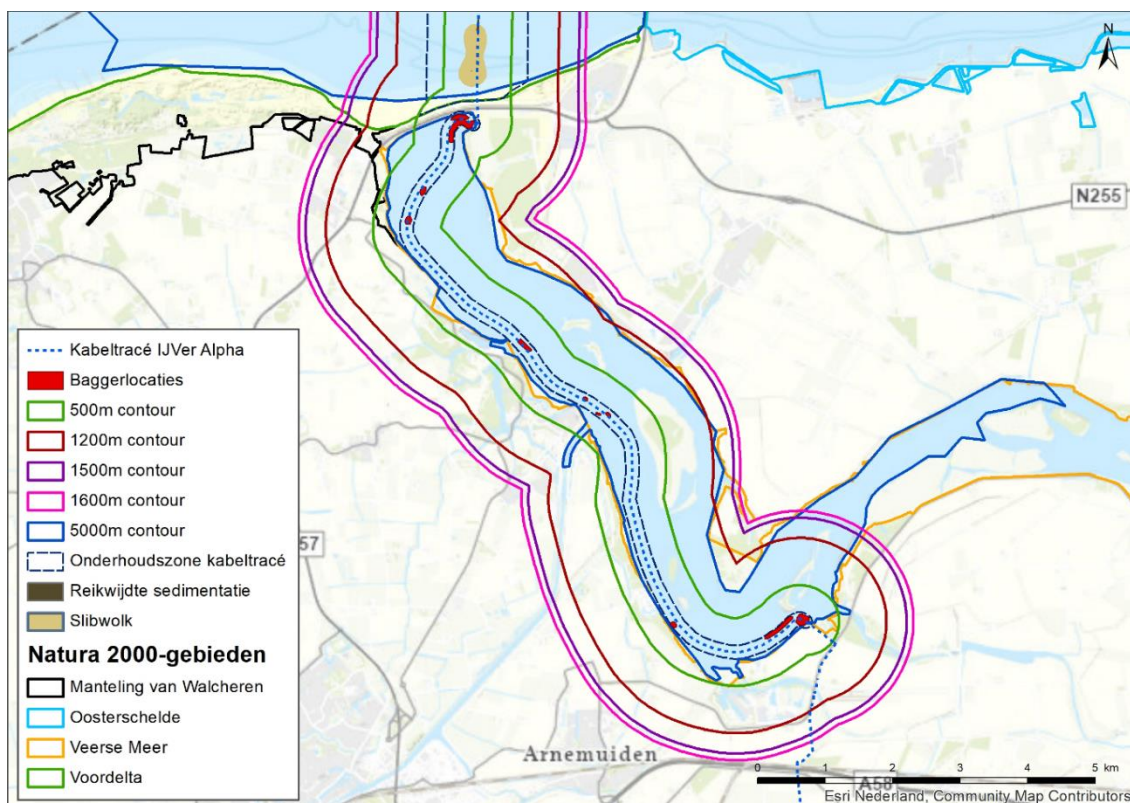 N
N255
57
Kabeltracé IJVer Alpha
Baggerlocaties
500m contour
1200m contour
1500m contour
1600m contour
5000m contour
Onderhoudszone kabeltracé
Reikwijdte sedimentatie
Slibwolk
Natura 2000-gebieden
Manteling van Walcheren
Oosterschelde
Veerse Meer
Voordelta
Arnemuiden
0 1 2 3 4 5 km
A58
Esri Nederland, Community Map Contributors